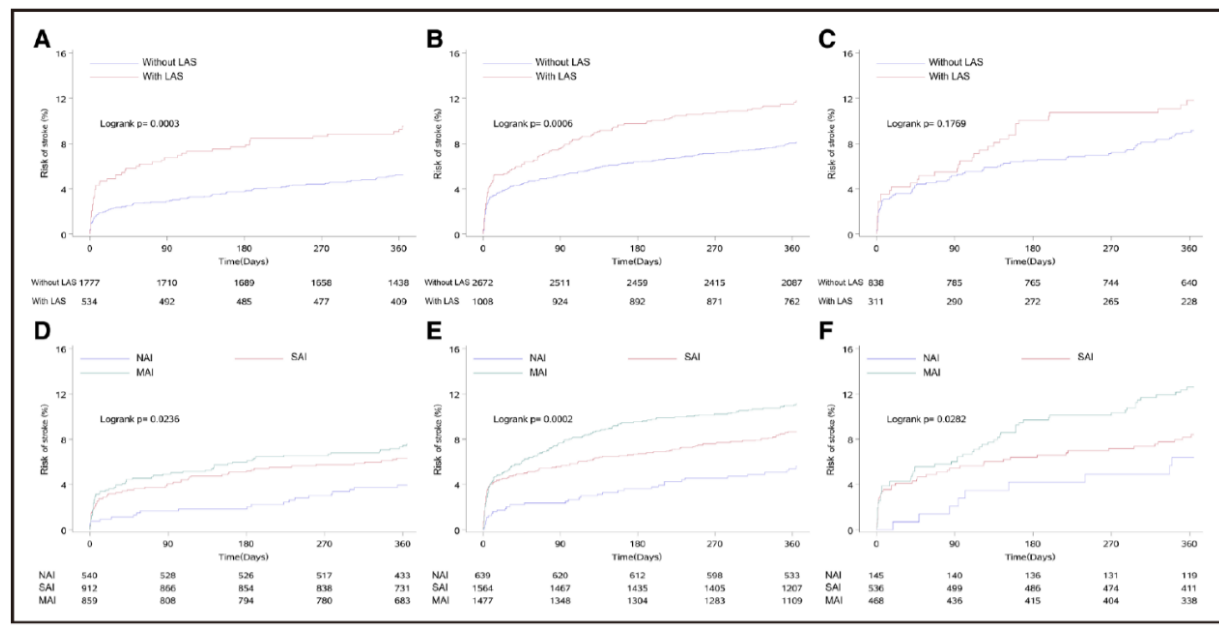 A
16
12
8
4
0
Risk of stroke (%)
Without LAS
With LAS
Logrank p= 0.0003
0 90 180 270 360
Time(Days)
Without LAS 1777 1710 1689 1658 1438
With LAS 534 492 485 477 409
B
16
12
8
4
0
Risk of stroke (%)
Without LAS
With LAS
Logrank p= 0.0006
0 90 180 270 360
Time(Days)
Without LAS 2672 2511 2459 2415 2087
With LAS 1008 924 892 871 762
C
16
12
8
4
0
Risk of stroke (%)
Without LAS
With LAS
Logrank p= 0.1769
0 90 180 270 360
Time(Days)
Without LAS 838 785 765 744 640
With LAS 311 290 272 265 228
D
16
12
8
4
0
Risk of stroke (%)
NAI SAI
MAI
Logrank p= 0.0236
0 90 180 270 360
Time(Days)
NAI 540 528 526 517 433
SAI 912 866 854 838 731
MAI 859 808 794 780 683
E
16
12
8
4
0
Risk of stroke (%)
NAI SAI
MAI
Logrank p= 0.0002
0 90 180 270 360
Time(Days)
NAI 639 620 612 598 533
SAI 1564 1467 1435 1405 1207
MAI 1477 1348 1304 1283 1109
F
16
12
8
4
0
Risk of stroke (%)
NAI SAI
MAI
Logrank p= 0.0282
0 90 180 270 360
Time(Days)
NAI 145 140 136 131 119
SAI 536 499 486 474 411
MAI 468 436 415 404 338